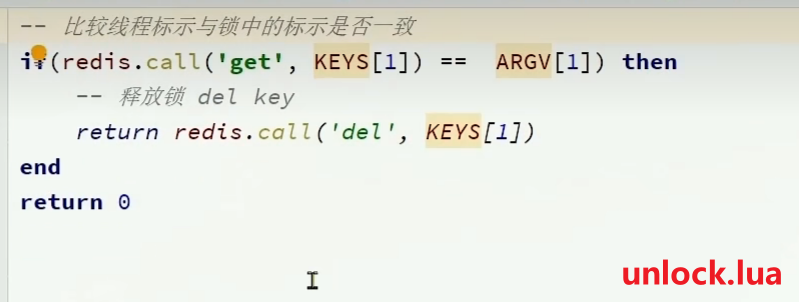 -- 比较线程标示与锁中的标示是否一致
if(redis.call('get', KEYS[1]) == ARGV[1]) then
-- 释放锁 del key
return redis.call('del', KEYS[1])
end
return 0
unlock.lua